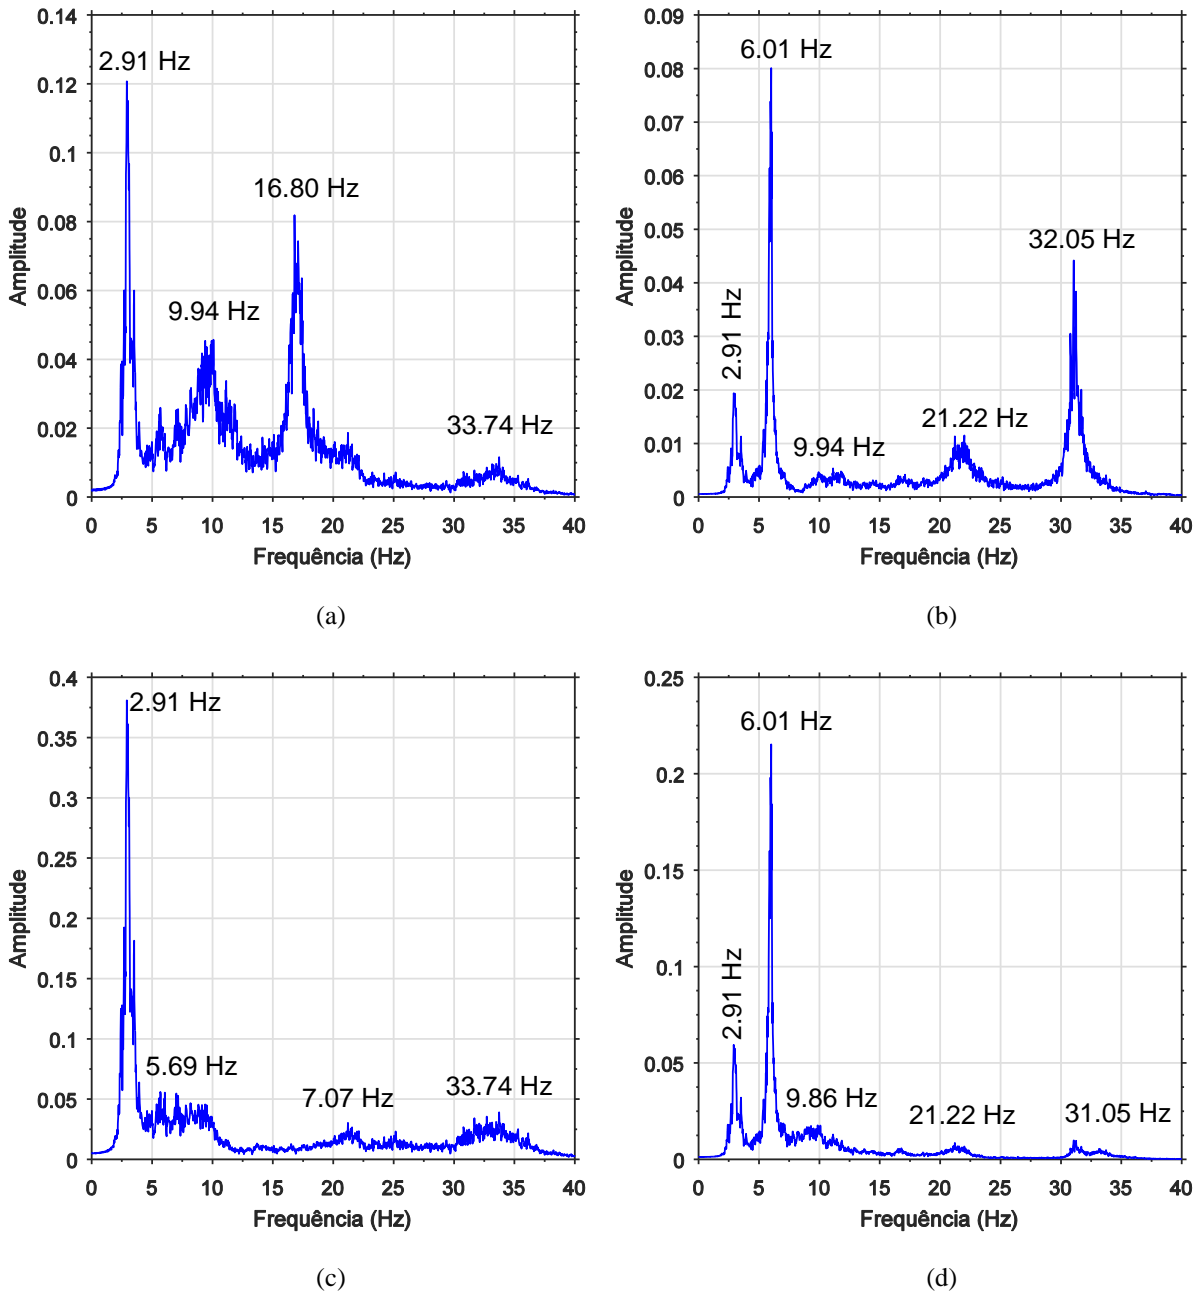 0.14
0.12
0.1
0.08
0.06
0.04
0.02
0
Amplitude
2.91 Hz
9.94 Hz
16.80 Hz
33.74 Hz
0 5 10 15 20 25 30 35 40
Frequência (Hz)
(a)
0.09
0.08
0.07
0.06
0.05
0.04
0.03
0.02
0.01
0
Amplitude
2.91 Hz
6.01 Hz
9.94 Hz
21.22 Hz
32.05 Hz
0 5 10 15 20 25 30 35 40
Frequência (Hz)
(b)
0.4
0.35
0.3
0.25
0.2
0.15
0.1
0.05
0
Amplitude
2.91 Hz
5.69 Hz
7.07 Hz
33.74 Hz
0 5 10 15 20 25 30 35 40
Frequência (Hz)
(c)
0.25
0.2
0.15
0.1
0.05
0
Amplitude
2.91 Hz
6.01 Hz
9.86 Hz
21.22 Hz
31.05 Hz
0 5 10 15 20 25 30 35 40
Frequência (Hz)
(d)